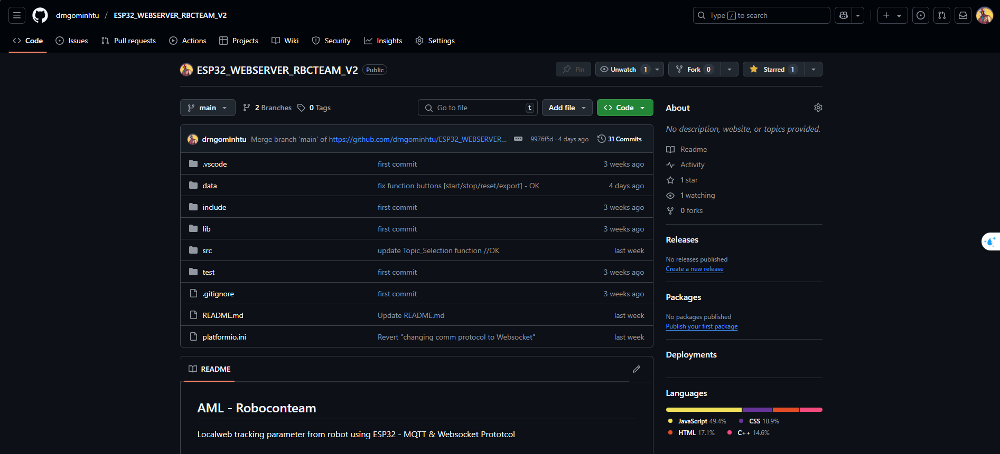 drngominhtu / ESP32_WEBSERVER_RBCTEAM_V2
Type / to search
Code Issues Pull requests Actions Projects Wiki Security Insights Settings
ESP32_WEBSERVER_RBCTEAM_V2 Public
Pin Unwatch 1 Fork 0 Starred 1
main 2 Branches 0 Tags
Go to file t Add file Code
drngominhtu Merge branch 'main' of https://github.com/drngominhtu/ESP32_WEBSERVER... 9976f5d · 4 days ago 31 Commits
.vscode first commit 3 weeks ago
data fix function buttons [start/stop/reset/export] - OK 4 days ago
include first commit 3 weeks ago
lib first commit 3 weeks ago
src update Topic_Selection function //OK last week
test first commit 3 weeks ago
.gitignore first commit 3 weeks ago
README.md Update README.md last week
platformio.ini Revert "changing comm protocol to Websocket" last week
README
AML - Roboconteam
Localweb tracking parameter from robot using ESP32 - MQTT & Websocket Prototcol
About
No description, website, or topics provided.
Readme
Activity
1 star
1 watching
0 forks
Releases
No releases published
Create a new release
Packages
No packages published
Publish your first package
Deployments
Languages
JavaScript 49.4% CSS 18.9%
HTML 17.1% C++ 14.6%